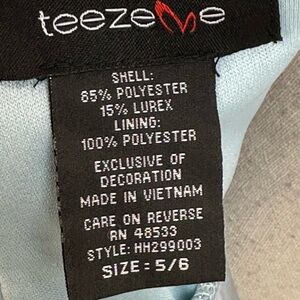 teezeme
SHELL:
85% POLYESTER
15% LUREX
LINING:
100% POLYESTER
EXCLUSIVE OF
DECORATION
MADE IN VIETNAM
CARE ON REVERSE
RN 48533
STYLE: HH299003
SIZE = 5/6